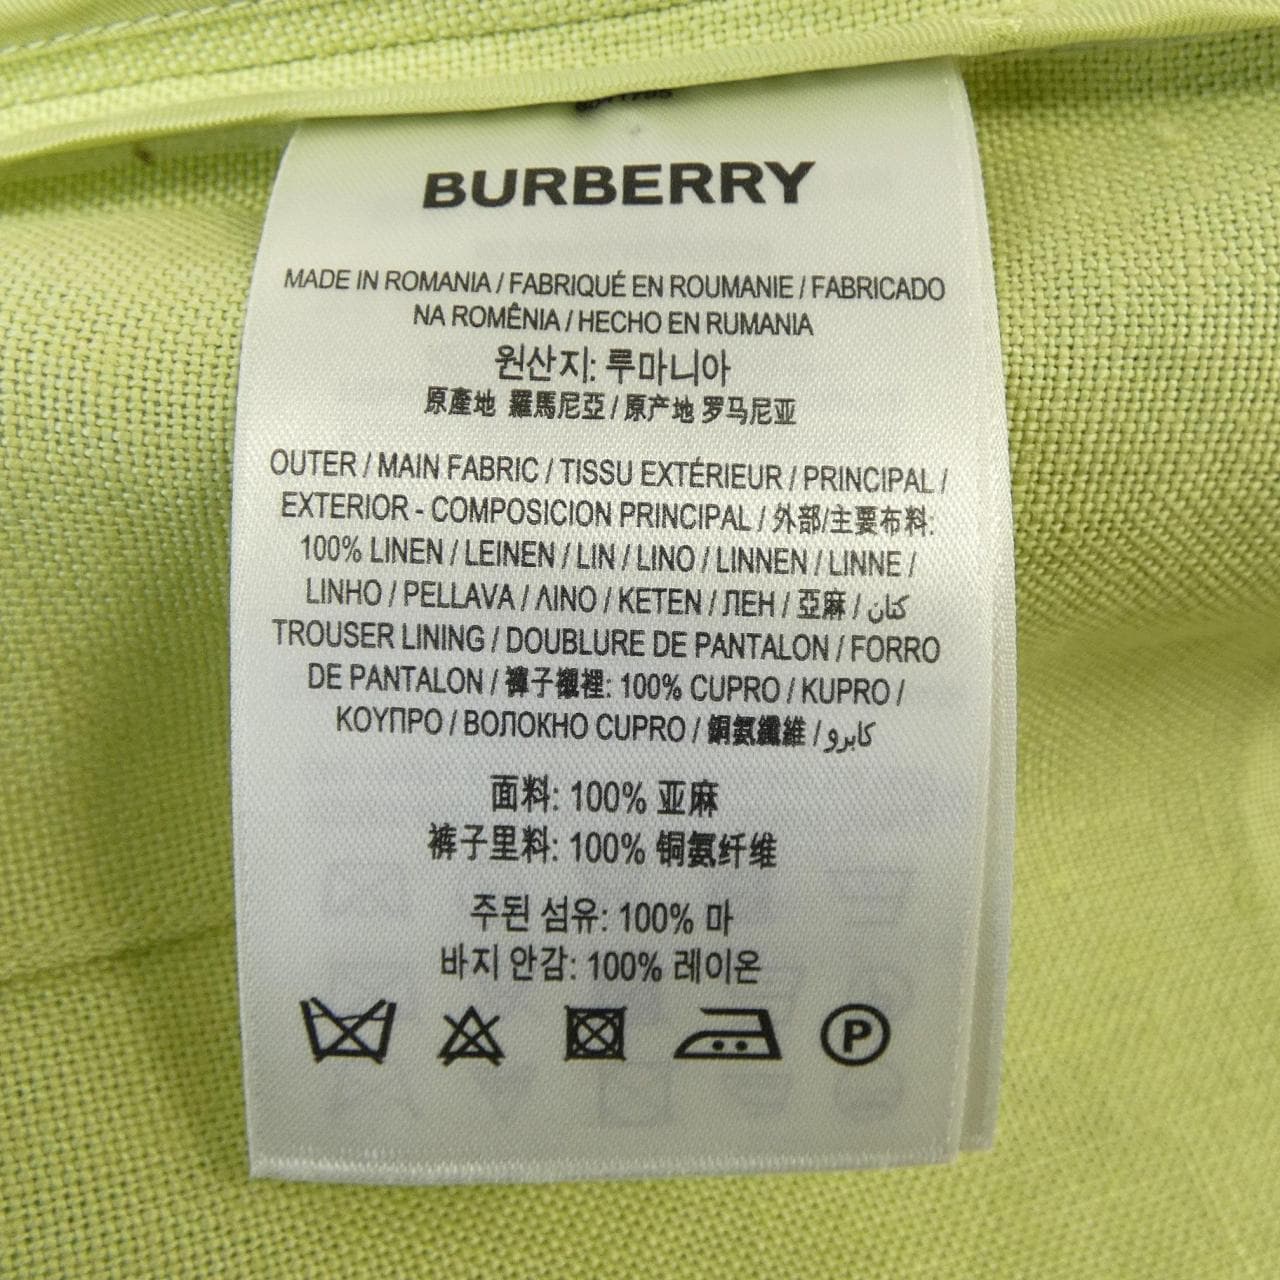 BURBERRY
MADE IN ROMANIA / FABRIQUÉ EN ROUMANIE / FABRICADO
NA ROMÊNIA / HECHO EN RUMANIA
원산지: 루마니아
原產地 羅馬尼亞 / 原产地 罗马尼亚
OUTER / MAIN FABRIC / TISSU EXTÉRIEUR / PRINCIPAL /
EXTERIOR - COMPOSICION PRINCIPAL / 外部/主要布料:
100% LINEN / LEINEN / LIN / LINO / LINNEN / LINNE /
LINHO / PELLAVA / ΛΙΝΟ / KETEN / ЛЕН / 亞麻 / كتان
TROUSER LINING / DOUBLURE DE PANTALON / FORRO
DE PANTALON / 褲子襯裡: 100% CUPRO / KUPRO /
ΚΟΥΠΡΟ / ВОЛОКНО CUPRO / 銅氨纖維 / كابرو
面料: 100% 亚麻
裤子里料: 100% 铜氨纤维
주된 섬유: 100% 마
바지 안감: 100% 레이온
P